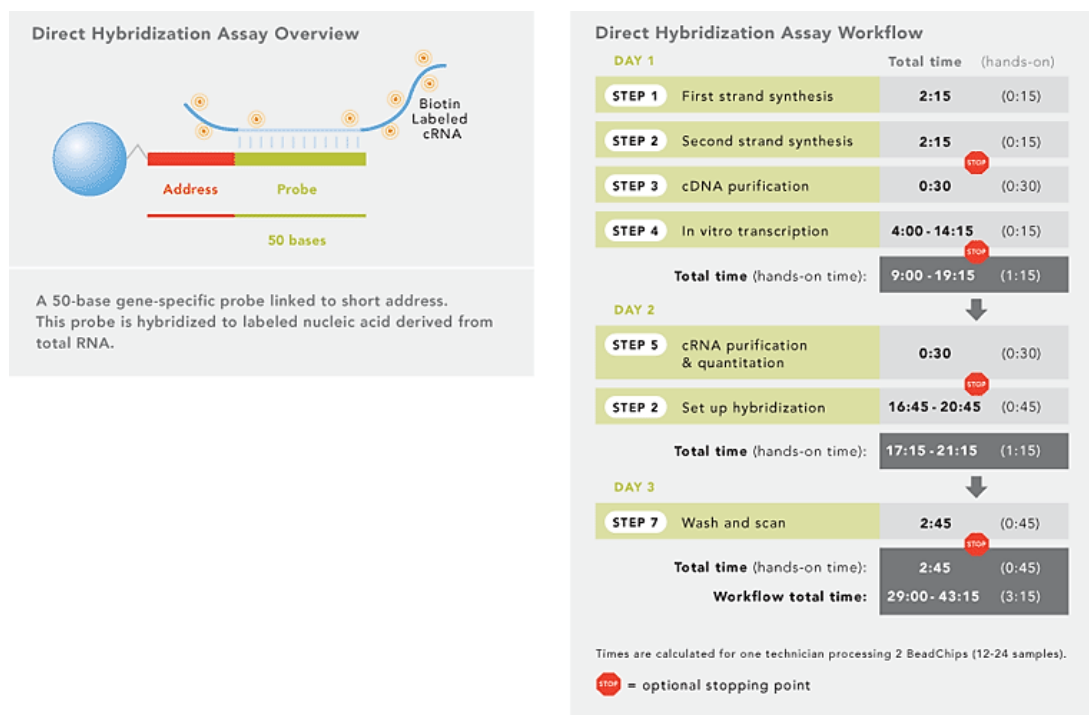 Direct Hybridization Assay Overview
Biotin
Labeled
cRNA
Address Probe
50 bases
A 50-base gene-specific probe linked to short address.
This probe is hybridized to labeled nucleic acid derived from
total RNA.
Direct Hybridization Assay Workflow
DAY 1 Total time (hands-on)
STEP 1 First strand synthesis 2:15 (0:15)
STEP 2 Second strand synthesis 2:15 (0:15)
STOP
STEP 3 cDNA purification 0:30 (0:30)
STEP 4 In vitro transcription 4:00 - 14:15 (0:15)
STOP
Total time (hands-on time): 9:00 - 19:15 (1:15)
DAY 2
STEP 5 cRNA purification
& quantitation 0:30 (0:30)
STOP
STEP 2 Set up hybridization 16:45 - 20:45 (0:45)
Total time (hands-on time): 17:15 - 21:15 (1:15)
DAY 3
STEP 7 Wash and scan 2:45 (0:45)
STOP
Total time (hands-on time): 2:45 (0:45)
Workflow total time: 29:00 - 43:15 (3:15)
Times are calculated for one technician processing 2 BeadChips (12-24 samples).
STOP = optional stopping point